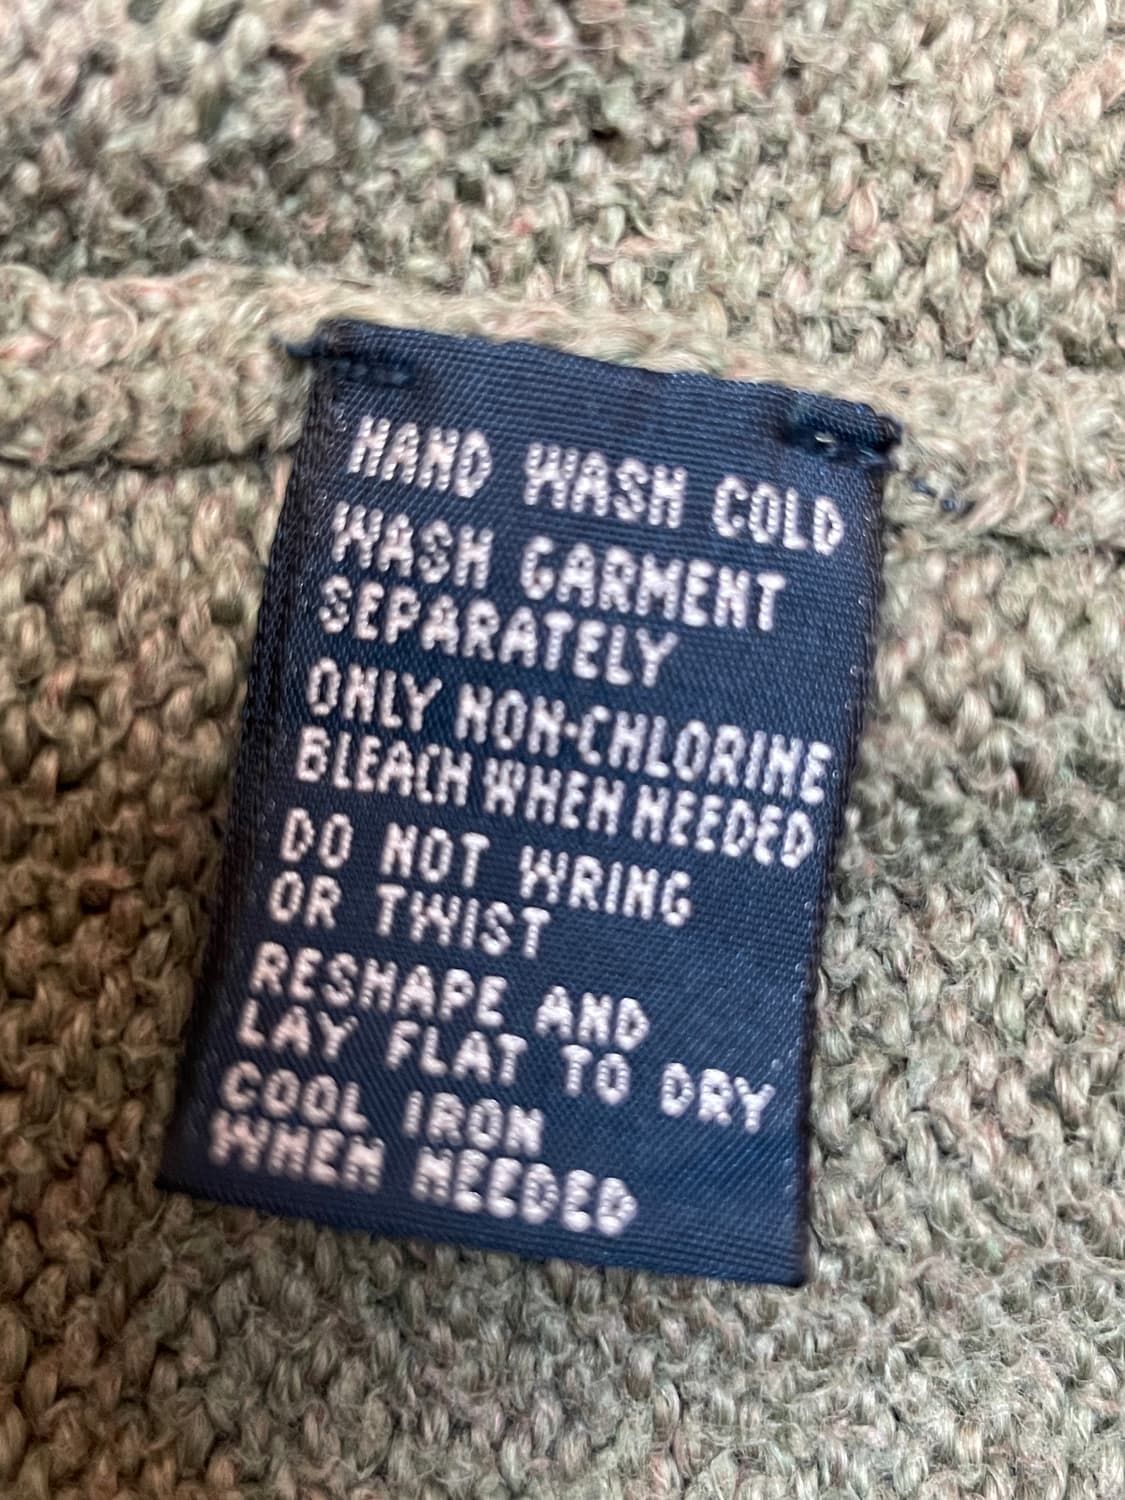 HAND WASH COLD
WASH GARMENT
SEPARATELY
ONLY NON-CHLORINE
BLEACH WHEN NEEDED
DO NOT WRING
OR TWIST
RESHAPE AND
LAY FLAT TO DRY
COOL IRON
WHEN NEEDED